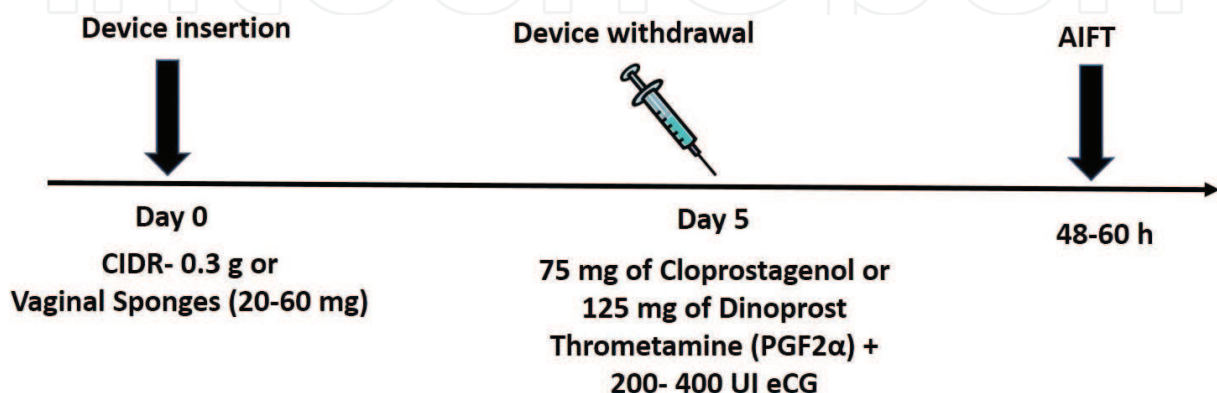 Device insertion
Device withdrawal
AIFT
Day 0
CIDR- 0.3 g or
Vaginal Sponges (20-60 mg)
Day 5
75 mg of Cloprostagenol or
125 mg of Dinoprost
Thrometamine (PGF2α) +
200- 400 UI eCG
48-60 h